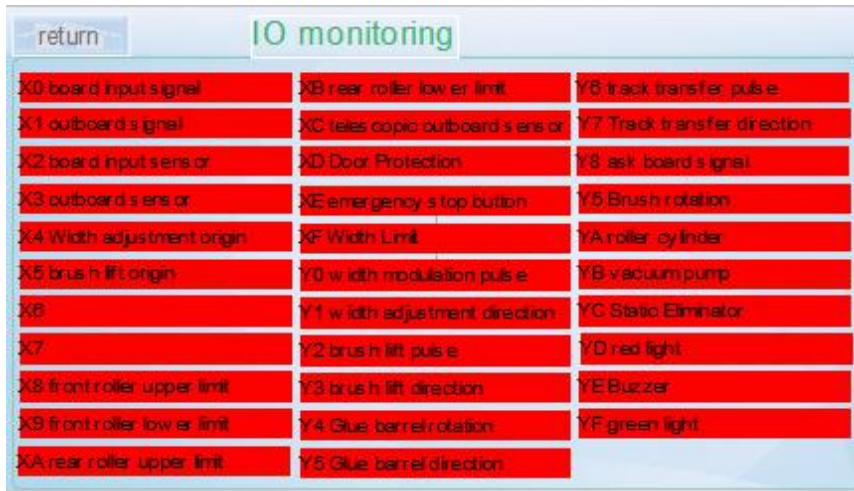 return
IO monitoring
X0 board input signal
X1 outboard signal
X2 board input sensor
X3 outboard sensor
X4 Width adjustment origin
X5 brush lift origin
X6
X7
X8 front roller upper limit
X9 front roller lower limit
XA rear roller upper limit
XB rear roller lower limit
XC telescopic outboard sensor
XD Door Protection
XE emergency stop button
XF Width Limit
Y0 width modulation pulse
Y1 width adjustment direction
Y2 brush lift pulse
Y3 brush lift direction
Y4 Glue barrel rotation
Y5 Glue barrel direction
Y6 track transfer pulse
Y7 Track transfer direction
Y8 ask board signal
Y5 Brush rotation
YA roller cylinder
YB vacuum pump
YC Static Eliminator
YD red light
YE Buzzer
YF green light